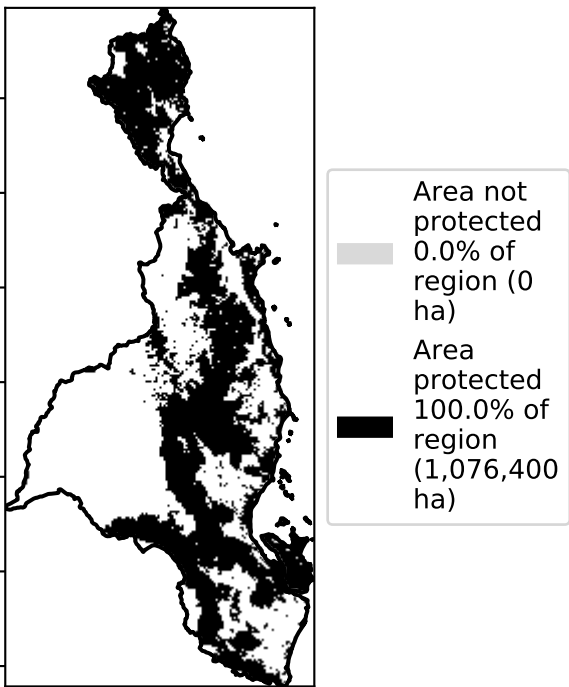 Area not
protected
0.0% of
region (0
ha)
Area
protected
100.0% of
region
(1,076,400
ha)